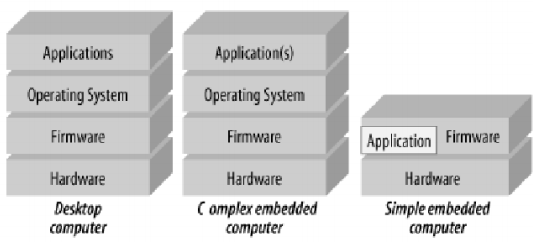 Applications
Operating System
Firmware
Hardware
Desktop
computer
Application(s)
Operating System
Firmware
Hardware
C omplex embedded
computer
Application Firmware
Hardware
Simple embedded
computer